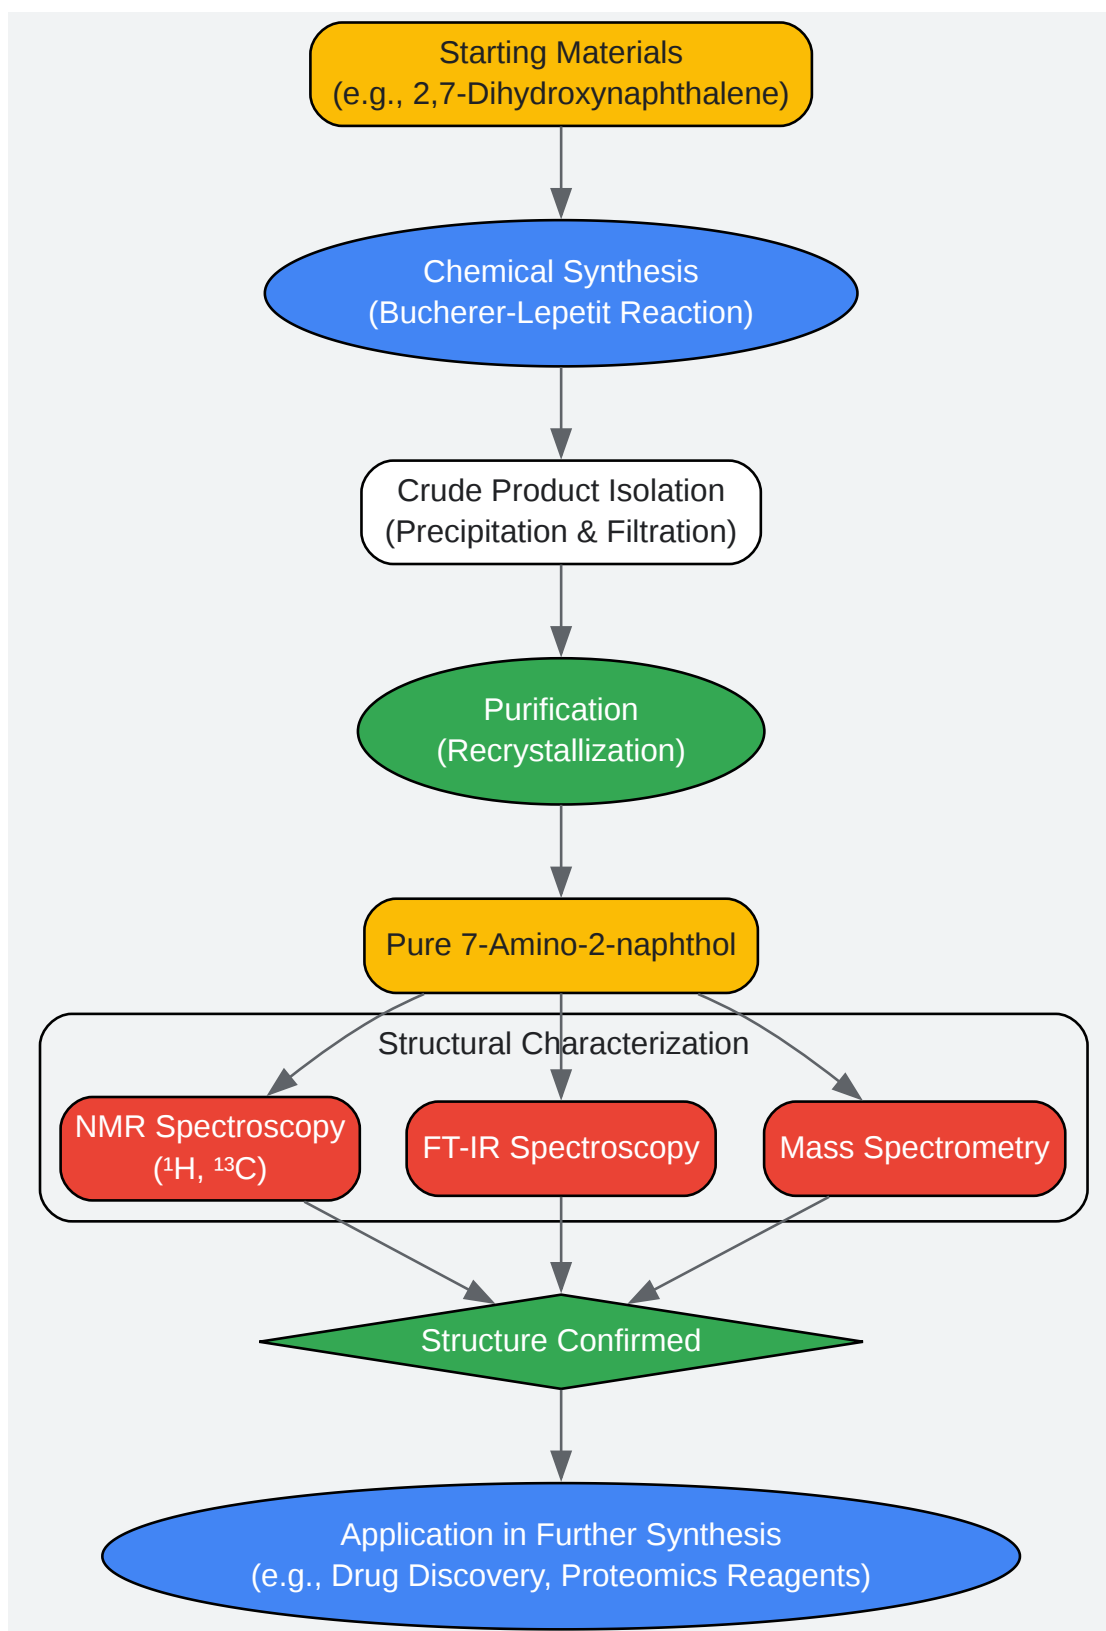 Starting Materials
(e.g., 2,7-Dihydroxynaphthalene)
Chemical Synthesis
(Bucherer-Lepetit Reaction)
Crude Product Isolation
(Precipitation & Filtration)
Purification
(Recrystallization)
Pure 7-Amino-2-naphthol
Structural Characterization
NMR Spectroscopy
(¹H, ¹³C)
FT-IR Spectroscopy
Mass Spectrometry
Structure Confirmed
Application in Further Synthesis
(e.g., Drug Discovery, Proteomics Reagents)